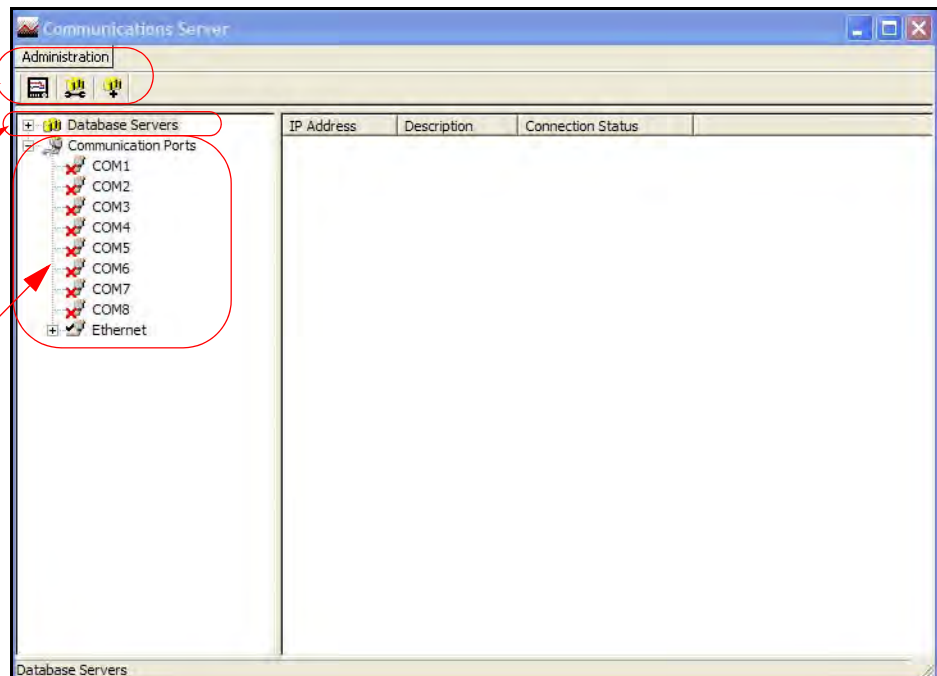 Communications Server
Administration
Database Servers
IP Address Description Connection Status
Communication Ports
COM1
COM2
COM3
COM4
COM5
COM6
COM7
COM8
Ethernet
Database Servers